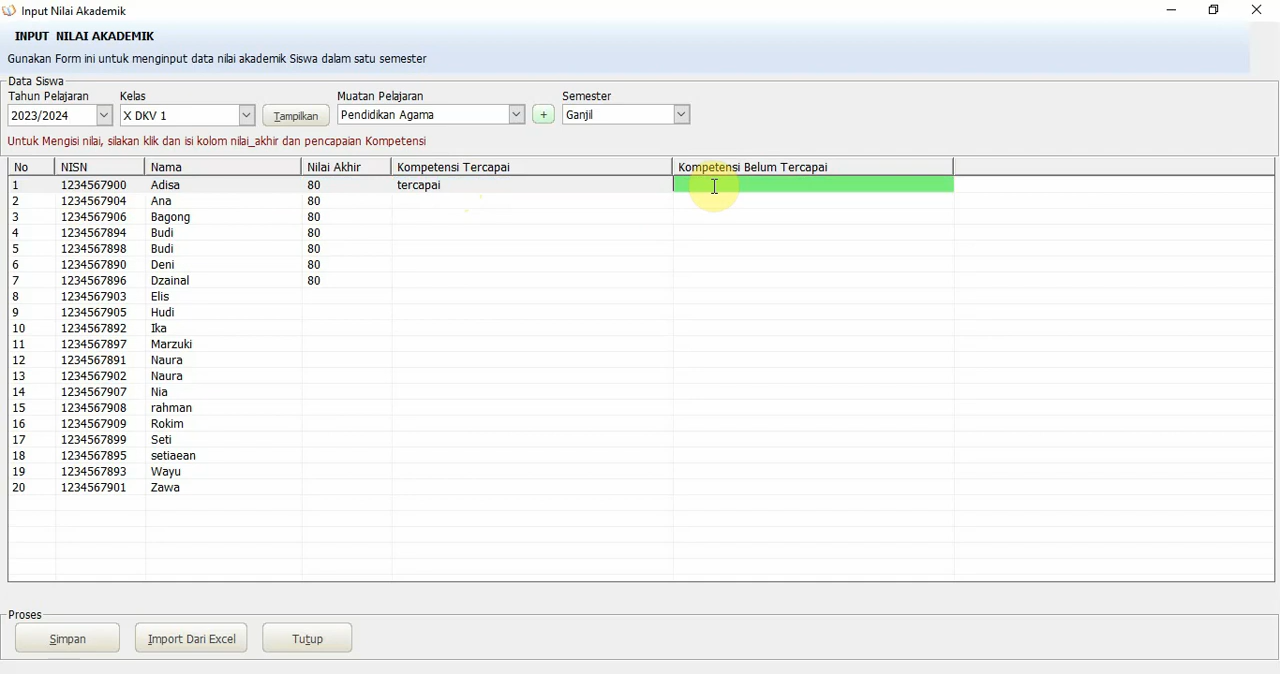 Input Nilai Akademik
INPUT NILAI AKADEMIK
Gunakan Form ini untuk menginput data nilai akademik Siswa dalam satu semester
Data Siswa
Tahun Pelajaran Kelas Muatan Pelajaran Semester
2023/2024 X DKV 1 Tampilkan Pendidikan Agama + Ganjil
Untuk Mengisi nilai, silakan klik dan isi kolom nilai_akhir dan pencapaian Kompetensi
No NISN Nama Nilai Akhir Kompetensi Tercapai Kompetensi Belum Tercapai
1 1234567900 Adisa 80 tercapai
2 1234567904 Ana 80
3 1234567906 Bagong 80
4 1234567894 Budi 80
5 1234567898 Budi 80
6 1234567890 Deni 80
7 1234567896 Dzainal 80
8 1234567903 Elis
9 1234567905 Hudi
10 1234567892 Ika
11 1234567897 Marzuki
12 1234567891 Naura
13 1234567902 Naura
14 1234567907 Nia
15 1234567908 rahman
16 1234567909 Rokim
17 1234567899 Seti
18 1234567895 setiaean
19 1234567893 Wayu
20 1234567901 Zawa
Proses
Simpan Import Dari Excel Tutup